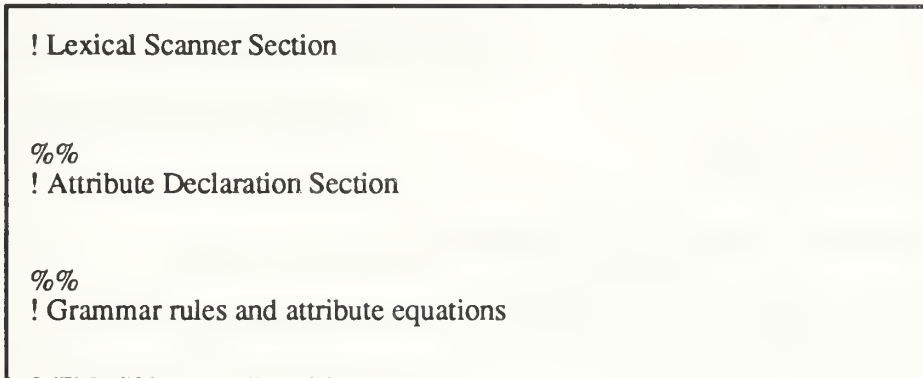 ! Lexical Scanner Section
%%
! Attribute Declaration Section
%%
! Grammar rules and attribute equations